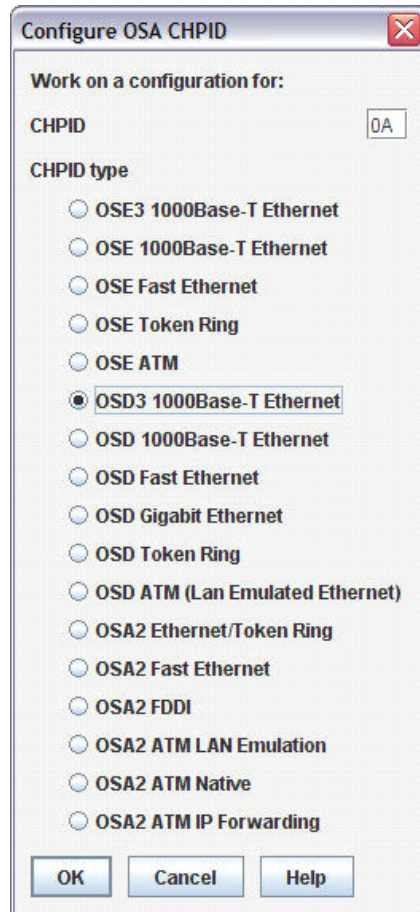 Configure OSA CHPID
Work on a configuration for:
CHPID 0A
CHPID type
OSE3 1000Base-T Ethernet
OSE 1000Base-T Ethernet
OSE Fast Ethernet
OSE Token Ring
OSE ATM
OSD3 1000Base-T Ethernet
OSD 1000Base-T Ethernet
OSD Fast Ethernet
OSD Gigabit Ethernet
OSD Token Ring
OSD ATM (Lan Emulated Ethernet)
OSA2 Ethernet/Token Ring
OSA2 Fast Ethernet
OSA2 FDDI
OSA2 ATM LAN Emulation
OSA2 ATM Native
OSA2 ATM IP Forwarding
OK Cancel Help